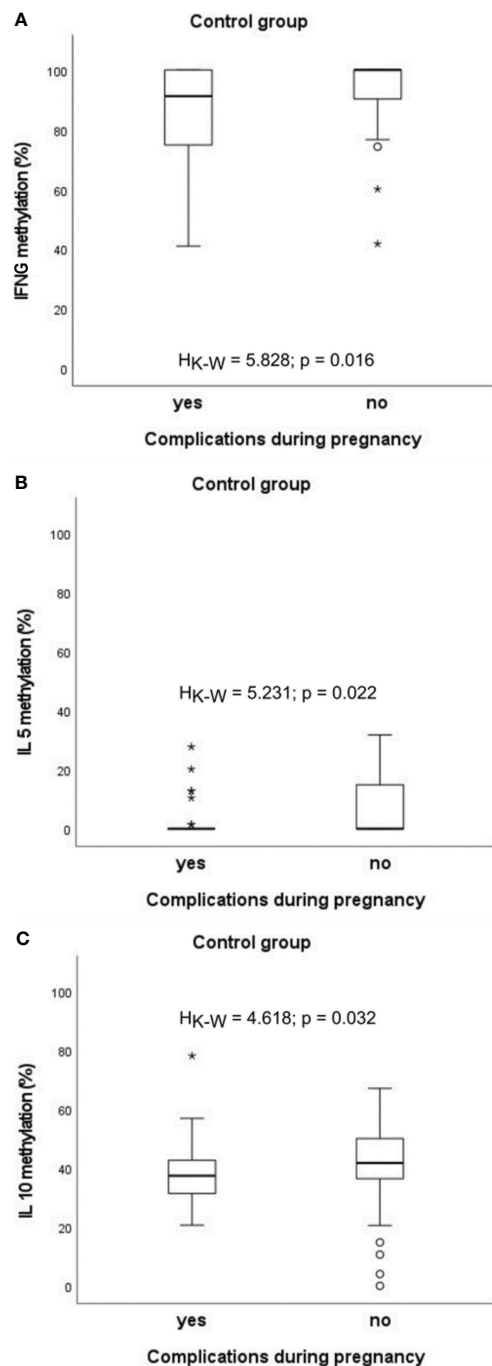 A
Control group
IFNG methylation (%)
100
80
60
40
20
0
HK-W = 5.828; p = 0.016
yes no
Complications during pregnancy
B
Control group
IL 5 methylation (%)
100
80
60
40
20
0
HK-W = 5.231; p = 0.022
yes no
Complications during pregnancy
C
Control group
IL 10 methylation (%)
100
80
60
40
20
0
HK-W = 4.618; p = 0.032
yes no
Complications during pregnancy